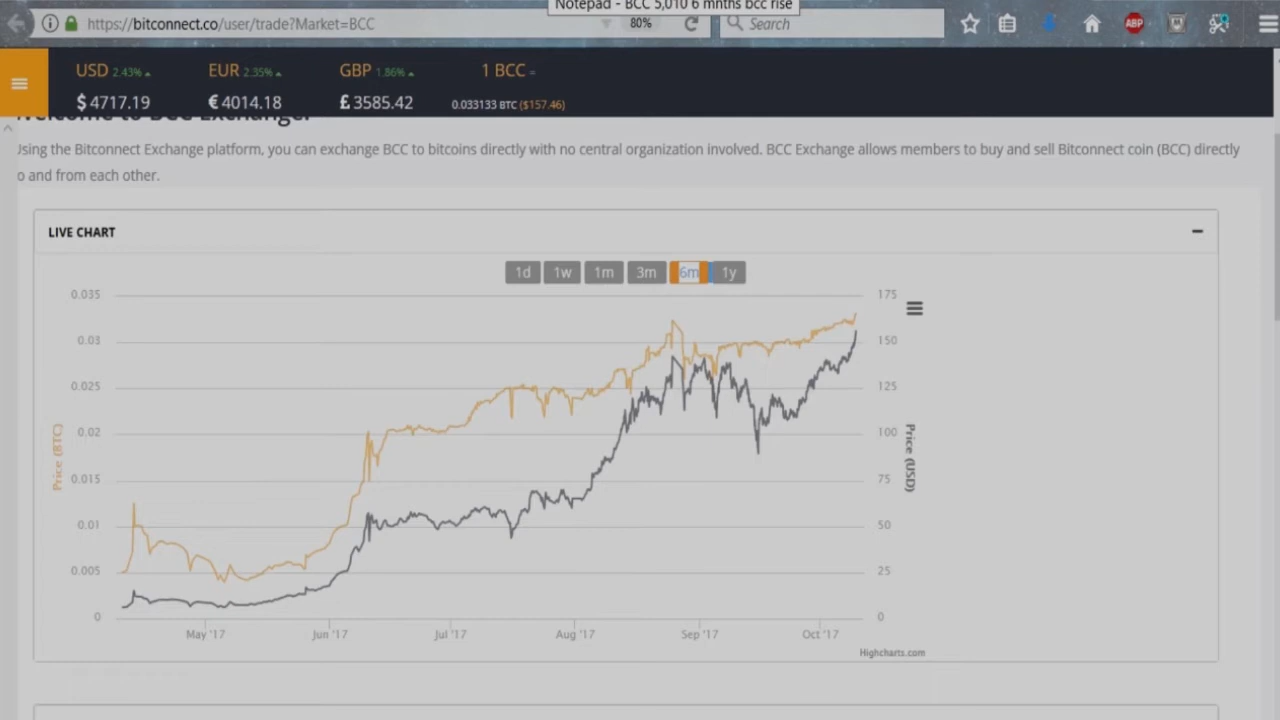 Notepad - BCC 5,010 6 mnths bcc rise
https://bitconnect.co/user/trade?Market=BCC
80%
Search
ABP
USD 2.43%
EUR 2.35%
GBP 1.86%
1 BCC =
$ 4717.19
€ 4014.18
£ 3585.42
0.033133 BTC ($157.46)
Welcome to BCC Exchange!
Using the Bitconnect Exchange platform, you can exchange BCC to bitcoins directly with no central organization involved. BCC Exchange allows members to buy and sell Bitconnect coin (BCC) directly
o and from each other.
LIVE CHART
1d 1w 1m 3m 6m 1y
0.035 175
0.03 150
0.025 125
0.02 100
0.015 75
0.01 50
0.005 25
0 0
Price (BTC)
Price (USD)
May '17 Jun '17 Jul '17 Aug '17 Sep '17 Oct '17
Highcharts.com